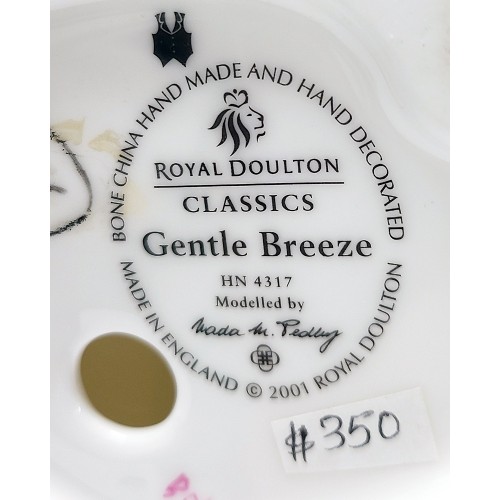 BONE CHINA HAND MADE AND HAND DECORATED
ROYAL DOULTON
CLASSICS
Gentle Breeze
HN 4317
Modelled by
Nada M. Pedley
MADE IN ENGLAND © 2001 ROYAL DOULTON
#350